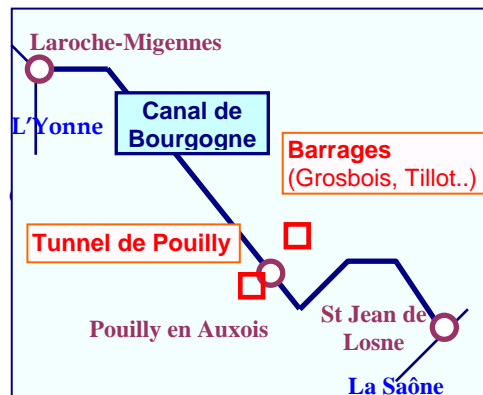 Laroche-Migennes
L'Yonne
Canal de
Bourgogne
Barrages
(Grosbois, Tillot..)
Tunnel de Pouilly
Pouilly en Auxois
St Jean de
Losne
La Saône